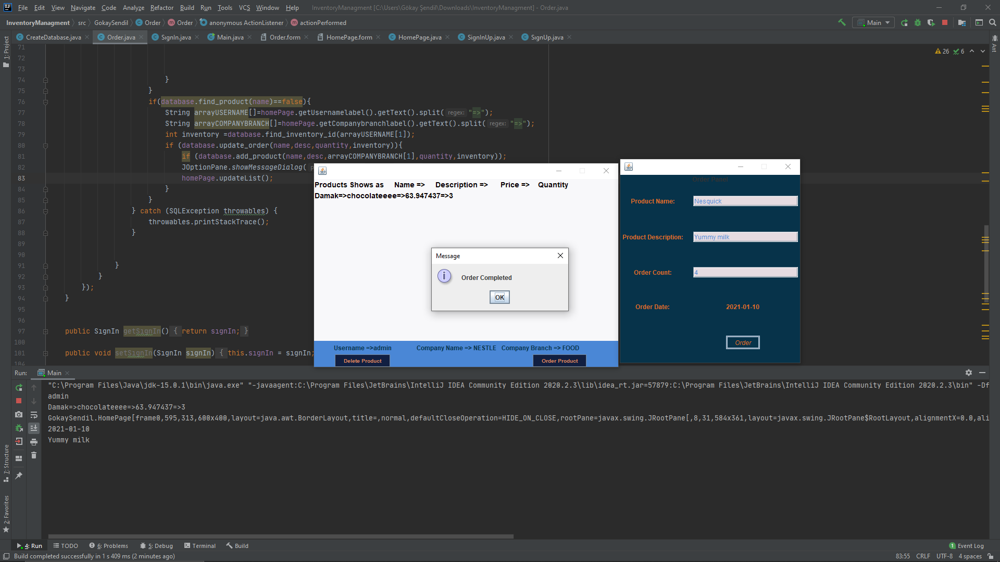 File Edit View Navigate Code Analyze Refactor Build Run Tools VCS Window Help InventoryManagment [C:\Users\Gökay Şendil\Downloads\InventoryManagment] - Order.java
InventoryManagment src GokaySendil Order Order anonymous ActionListener actionPerformed Main
CreateDatabase.java Order.java SıgnIn.java Main.java Order.form HomePage.form HomePage.java SıgnInUp.java SıgnUp.java
1: Project
Ant
26 6
71
72
73
74 }
75 }
76 if(database.find_product(name)==false){
77 String arrayUSERNAME[]=homePage.getUsernamelabel().getText().split( regex: "=>");
78 String arrayCOMPANYBRANCH[]=homePage.getCompanybranchlabel().getText().split( regex: "=>");
79 int inventory =database.find_inventory_id(arrayUSERNAME[1]);
80 if (database.update_order(name,desc,quantity,inventory)){
81 if (database.add_product(name,desc,arrayCOMPANYBRANCH[1],quantity,inventory));
82 JOptionPane.showMessageDialog( p
83 homePage.updateList();
84 }
85 }
86 } catch (SQLException throwables) {
87 throwables.printStackTrace();
88 }
89
90
91 }
92 }
93 });
94 }
95
96
97 public SıgnIn getSıgnIn() { return sıgnIn; }
100
101 public void setSıgnIn(SıgnIn sıgnIn) { this.sıgnIn = sıgnIn;
104
Products Shows as Name => Description => Price => Quantity
Damak=>chocolateeee=>63.947437=>3
Message
Order Completed
OK
Username =>admin Company Name => NESTLE Company Branch => FOOD
Delete Product Order Product
Order Panel
Product Name: Nesquick
Product Description: Yummy milk
Order Count: 4
Order Date: 2021-01-10
Order
Run: Main
"C:\Program Files\Java\jdk-15.0.1\bin\java.exe" "-javaagent:C:\Program Files\JetBrains\IntelliJ IDEA Community Edition 2020.2.3\lib\idea_rt.jar=57879:C:\Program Files\JetBrains\IntelliJ IDEA Community Edition 2020.2.3\bin" -Df
admin
Damak=>chocolateeee=>63.947437=>3
GokaySendil.HomePage[frame0,595,313,600x400,layout=java.awt.BorderLayout,title=,normal,defaultCloseOperation=HIDE_ON_CLOSE,rootPane=javax.swing.JRootPane[,8,31,584x361,layout=javax.swing.JRootPane$RootLayout,alignmentX=0.0,ali
2021-01-10
Yummy milk
7: Structure
2: Favorites
4: Run TODO 6: Problems 5: Debug Terminal Build 1 Event Log
Build completed successfully in 1 s 409 ms (2 minutes ago) 83:55 CRLF UTF-8 4 spaces